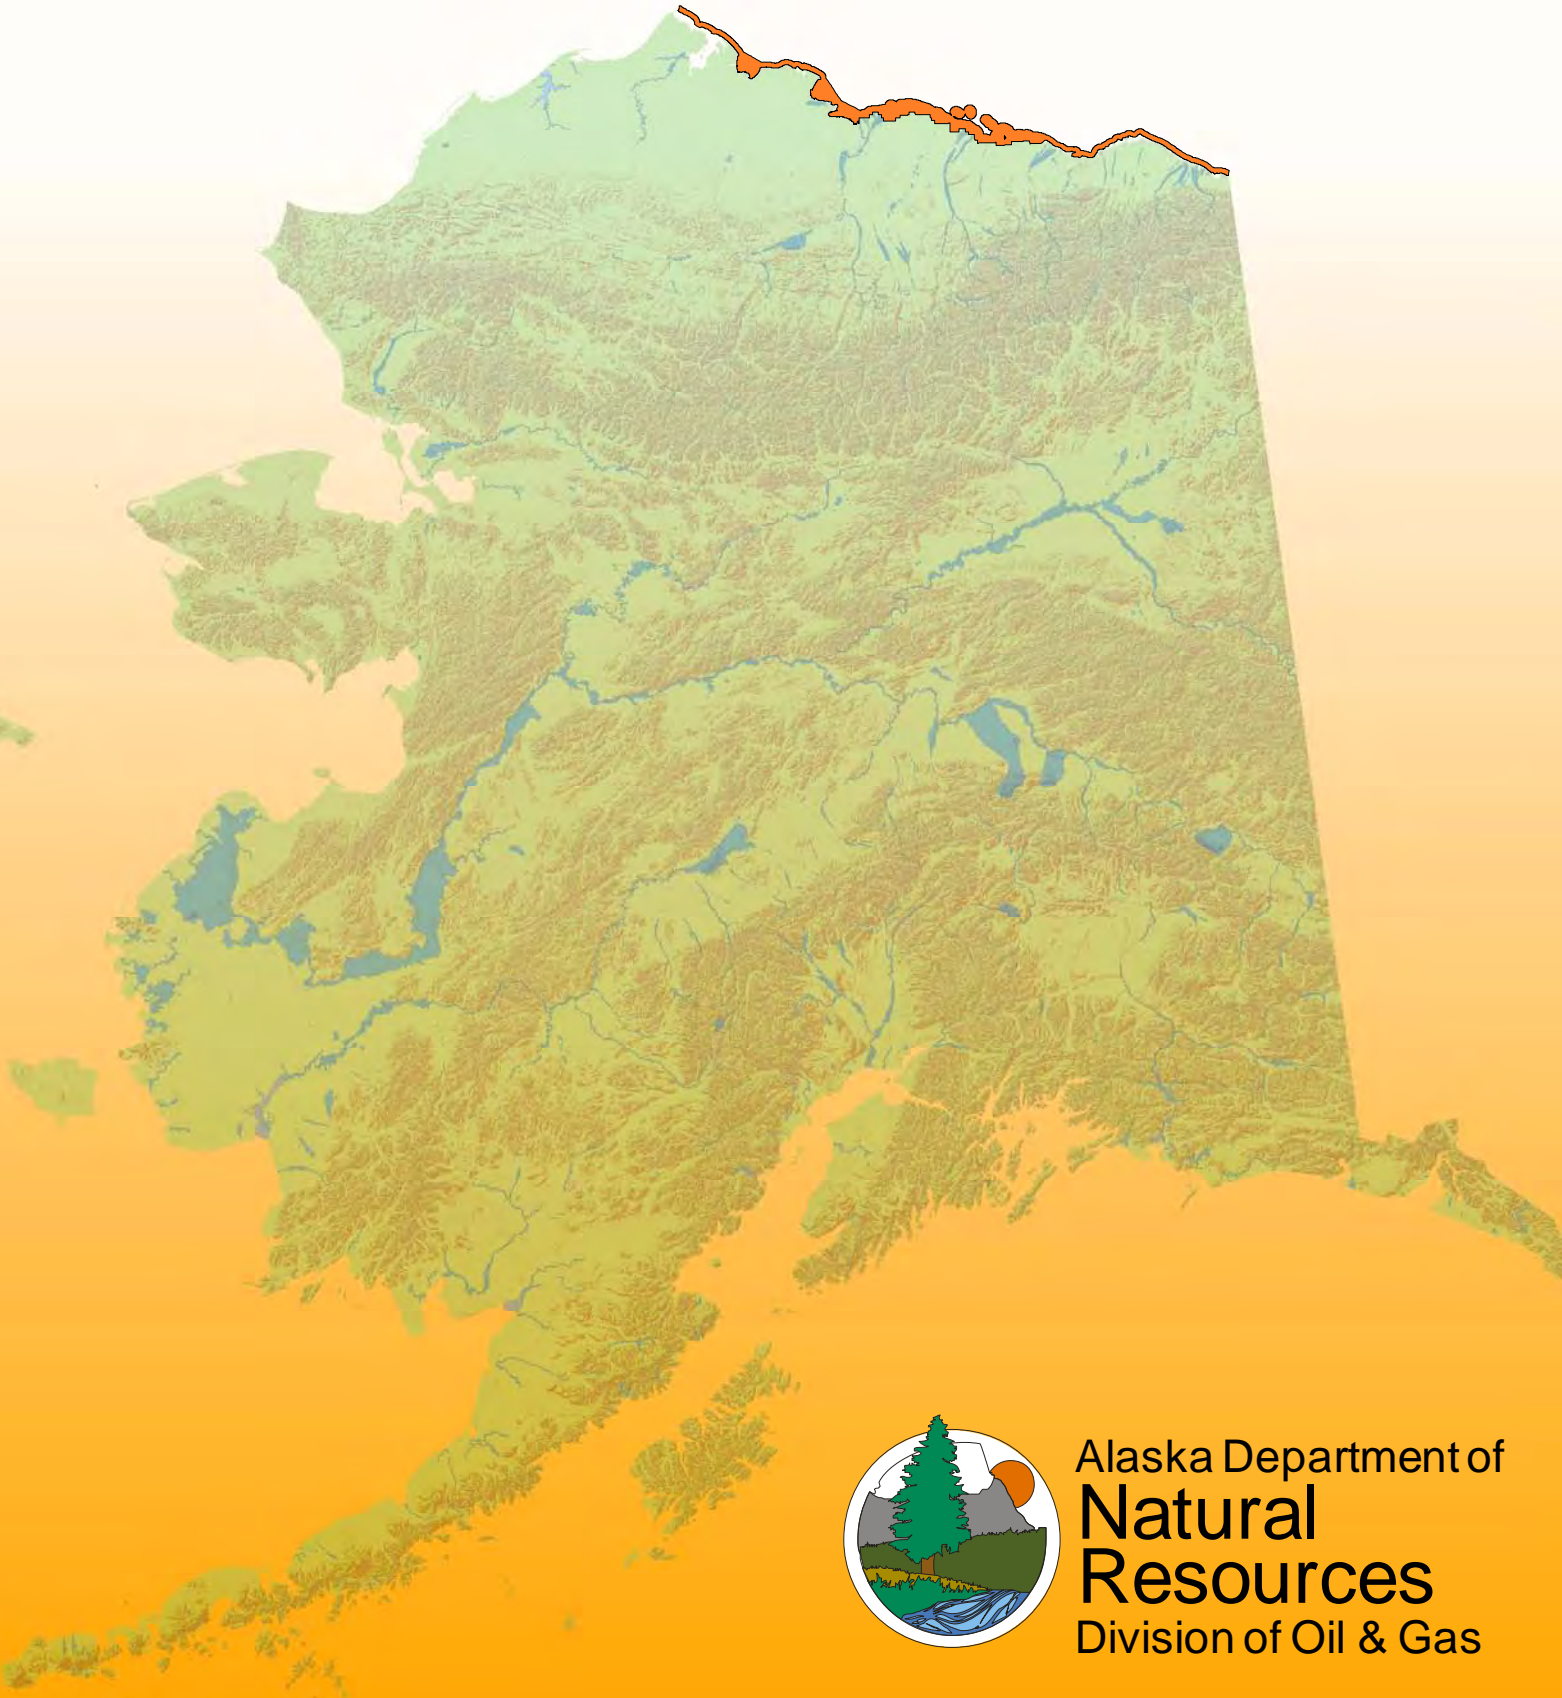 Alaska Department of
Natural
Resources
Division of Oil & Gas